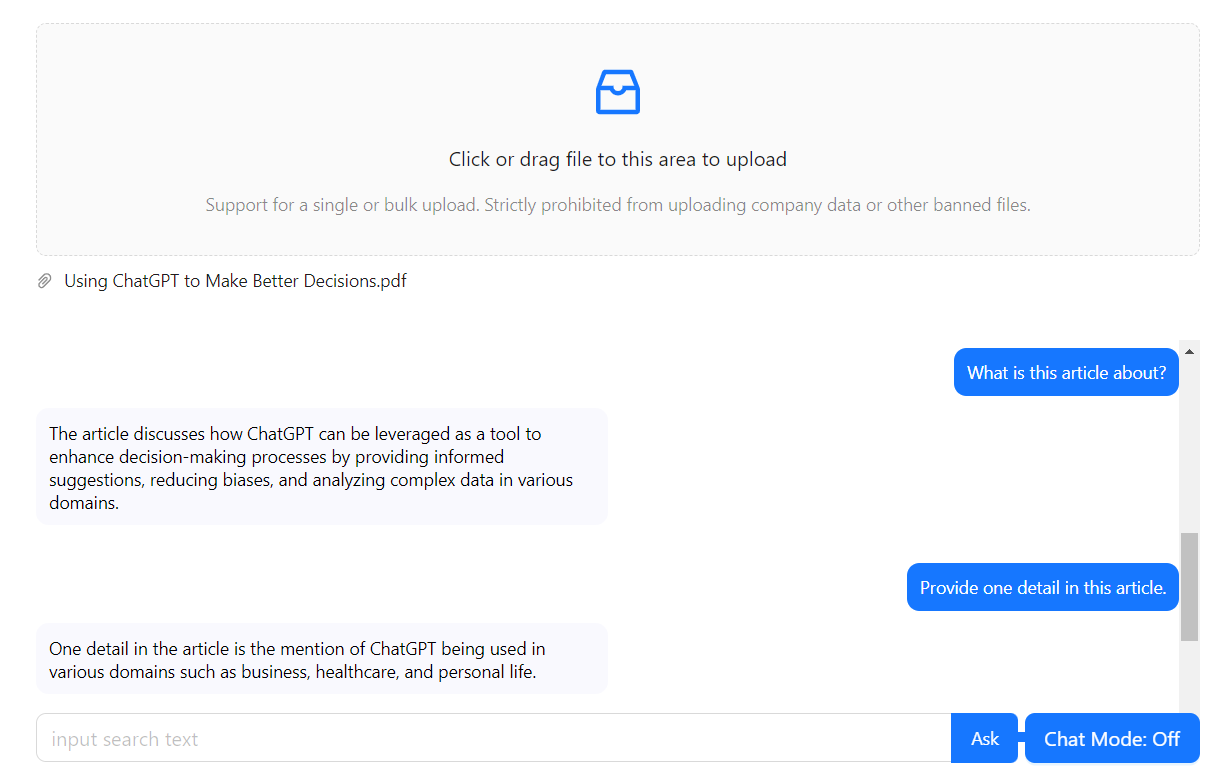 Click or drag file to this area to upload
Support for a single or bulk upload. Strictly prohibited from uploading company data or other banned files.
Using ChatGPT to Make Better Decisions.pdf
What is this article about?
The article discusses how ChatGPT can be leveraged as a tool to
enhance decision-making processes by providing informed
suggestions, reducing biases, and analyzing complex data in various
domains.
Provide one detail in this article.
One detail in the article is the mention of ChatGPT being used in
various domains such as business, healthcare, and personal life.
input search text
Ask
Chat Mode: Off